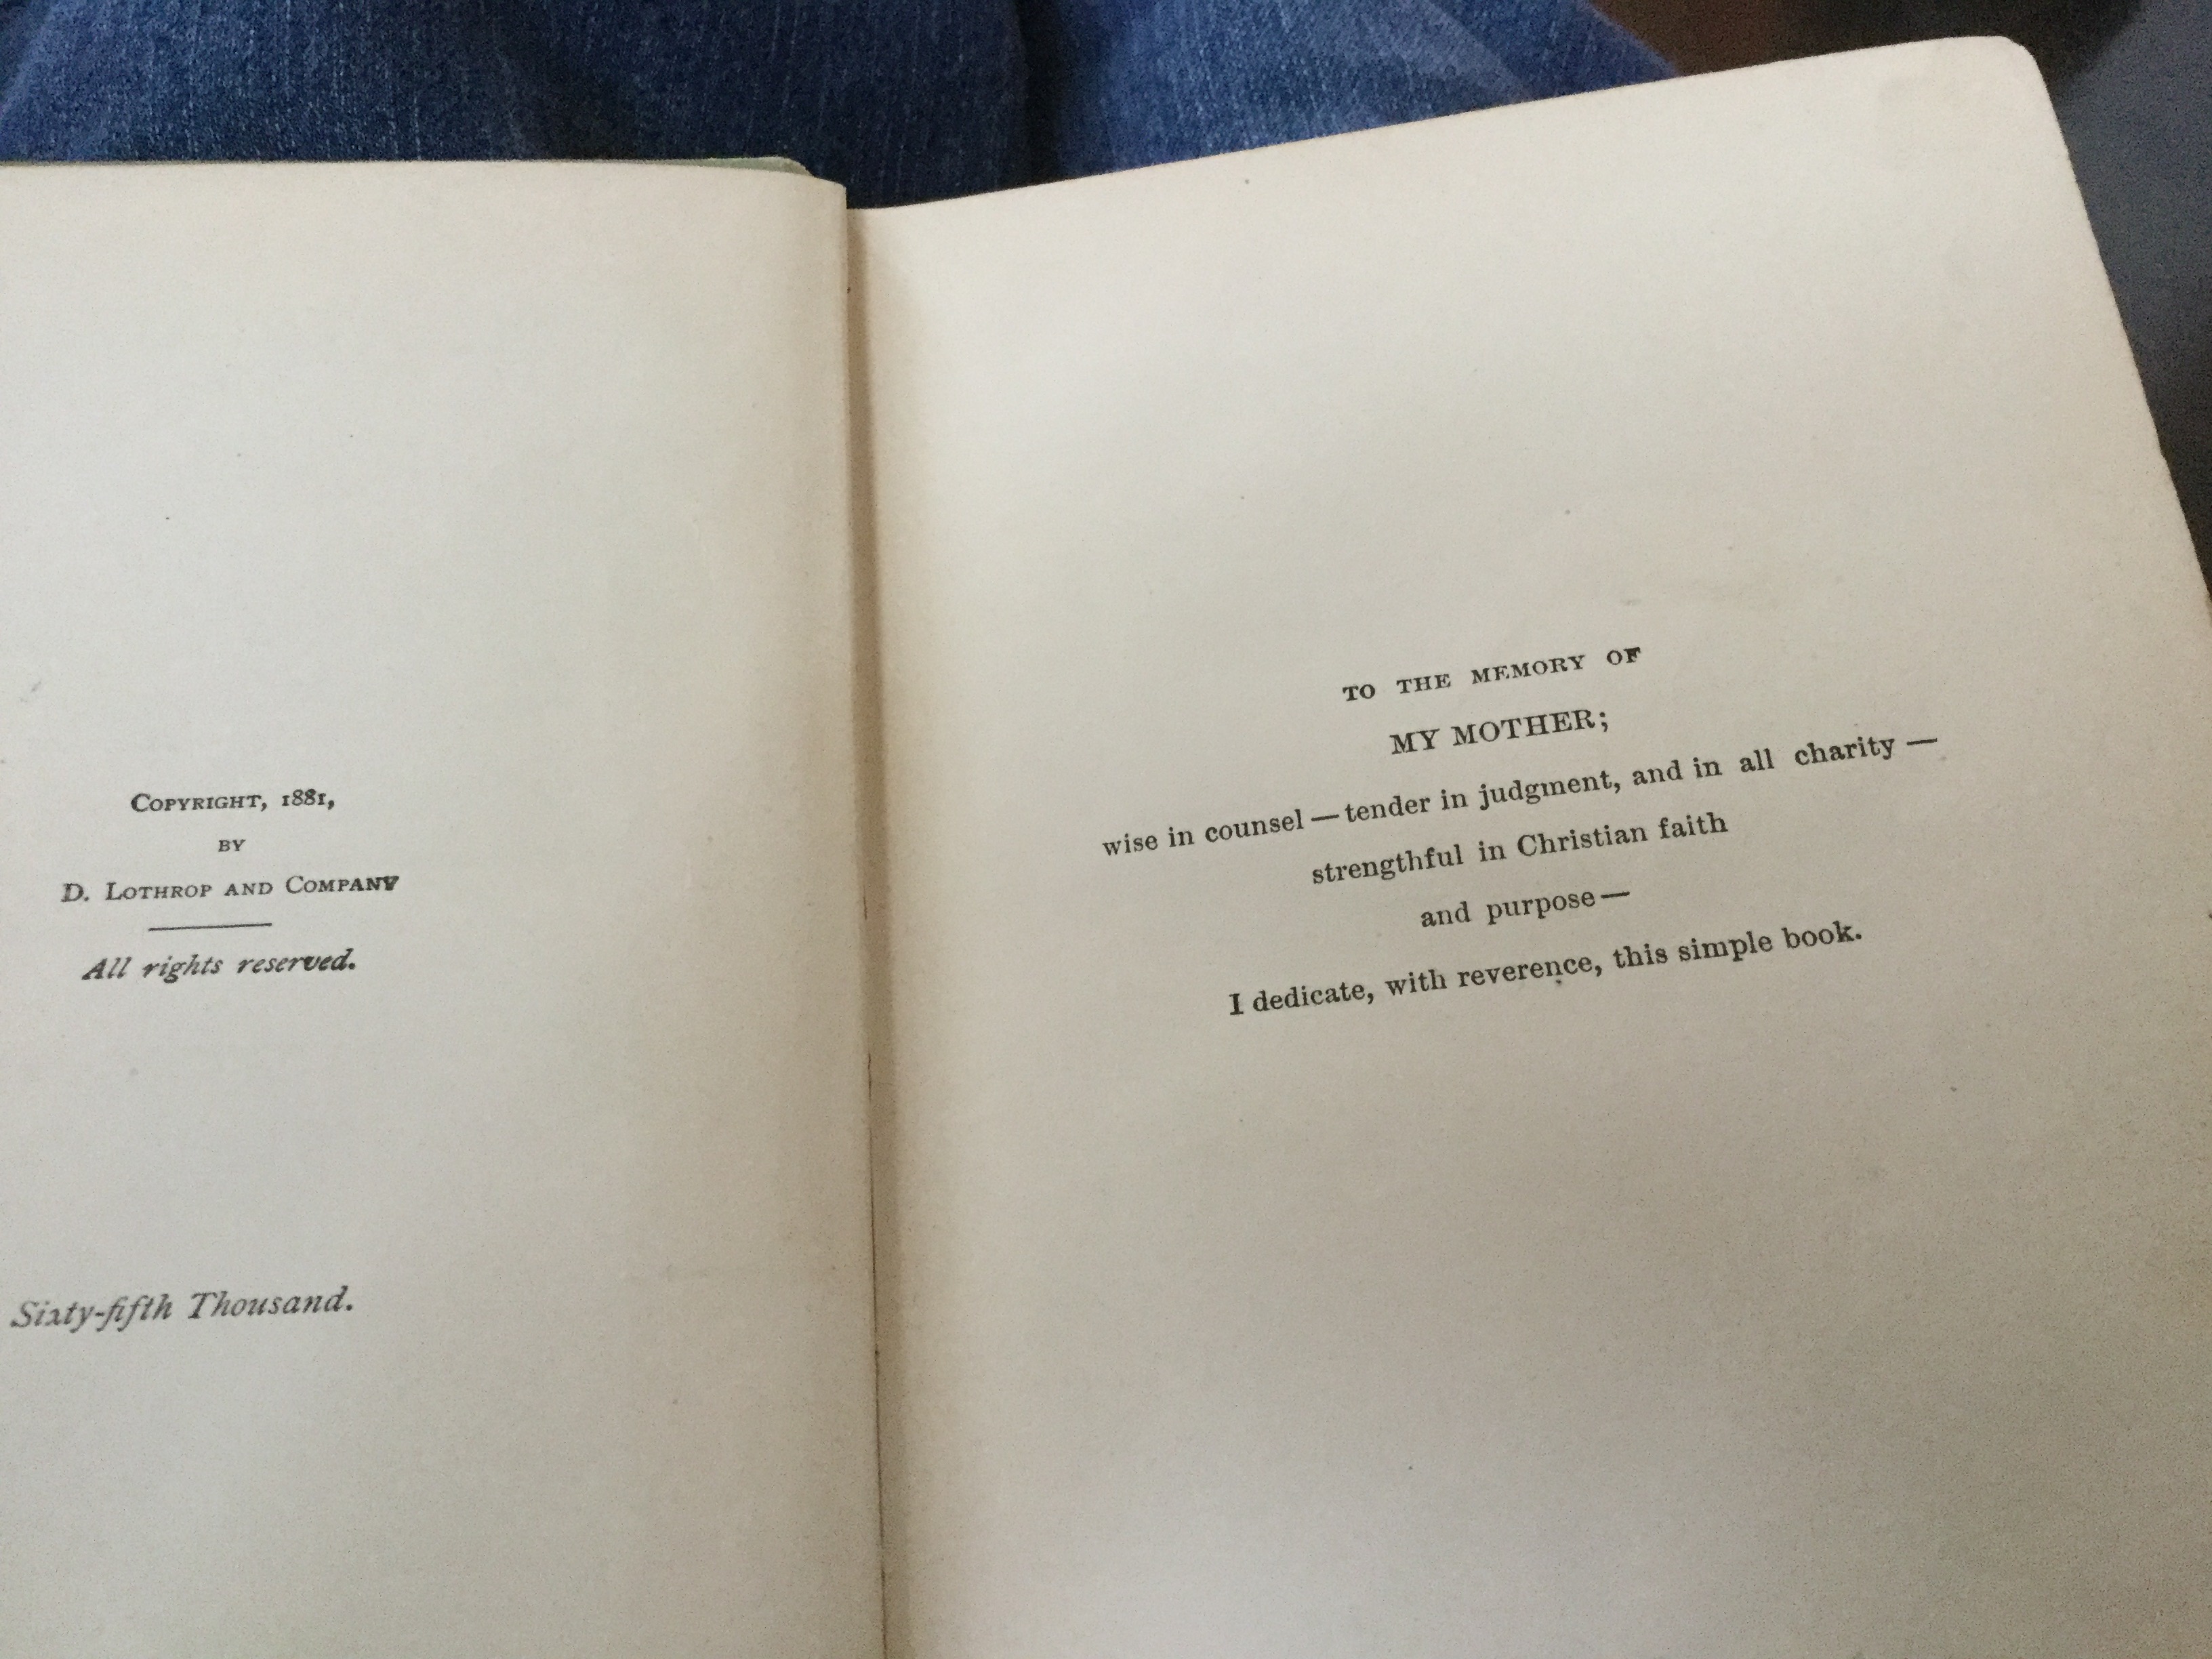 COPYRIGHT, 1881,
BY
D. LOTHROP AND COMPANY
All rights reserved.
Sixty-fifth Thousand.
TO THE MEMORY OF
MY MOTHER;
wise in counsel — tender in judgment, and in all charity —
strengthful in Christian faith
and purpose —
I dedicate, with reverence, this simple book.